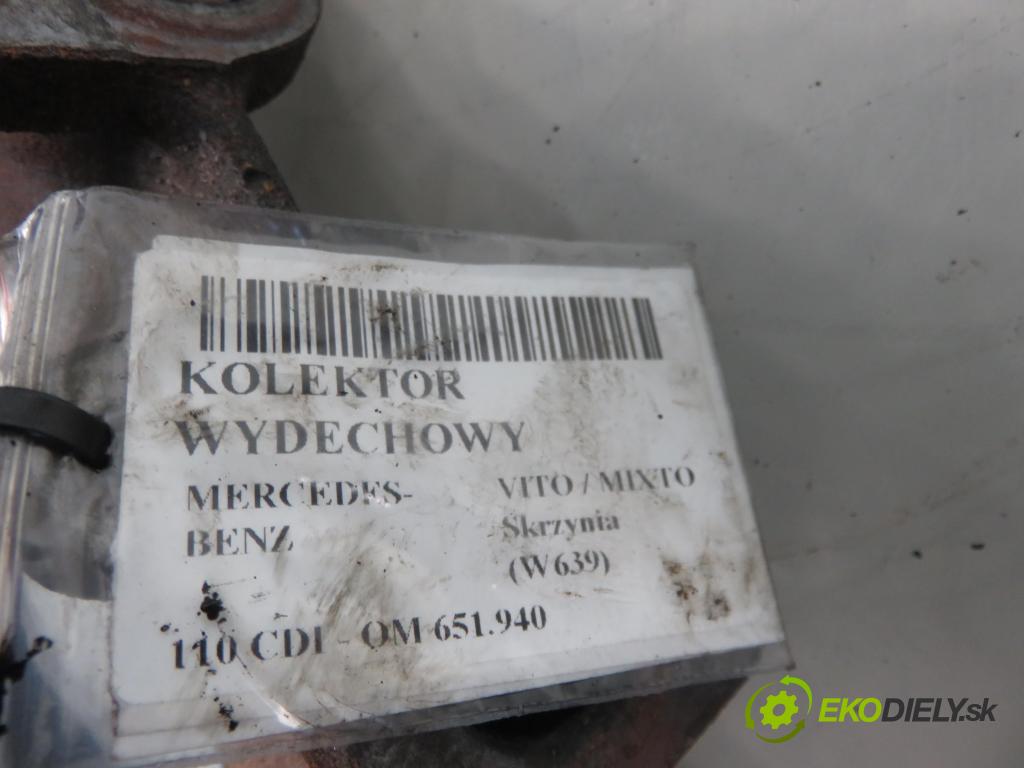 KOLEKTOR
WYDECHOWY
MERCEDES-
BENZ
VITO / MIXTO
Skrzynia
(W639)
110 CDI - OM 651.940
EKODIELY.sk